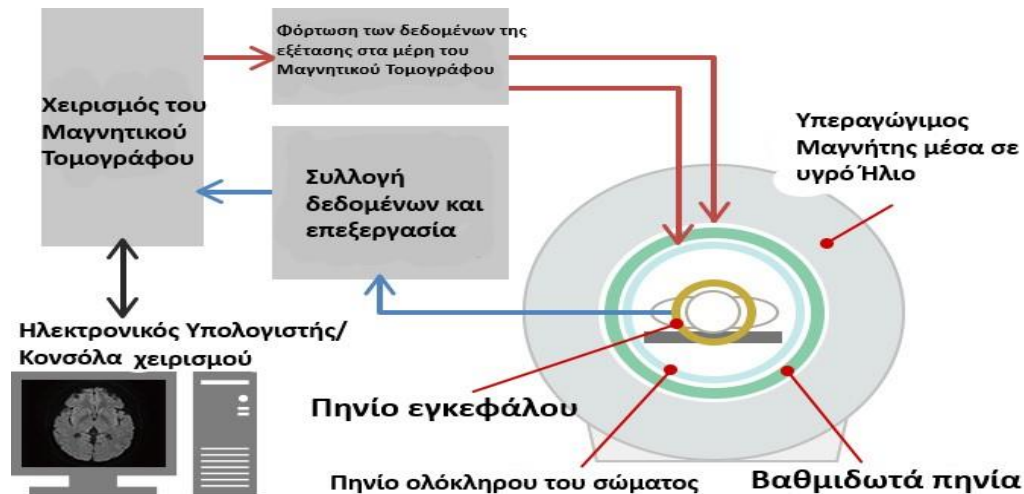 Φόρτωση των δεδομένων της
εξέτασης στα μέρη του
Μαγνητικού Τομογράφου
Χειρισμός του
Μαγνητικού
Τομογράφου
Συλλογή
δεδομένων και
επεξεργασία
Υπεραγώγιμος
Μαγνήτης μέσα σε
υγρό Ήλιο
Ηλεκτρονικός Υπολογιστής/
Κονσόλα χειρισμού
Πηνίο εγκεφάλου
Πηνίο ολόκληρου του σώματος
Βαθμιδωτά πηνία